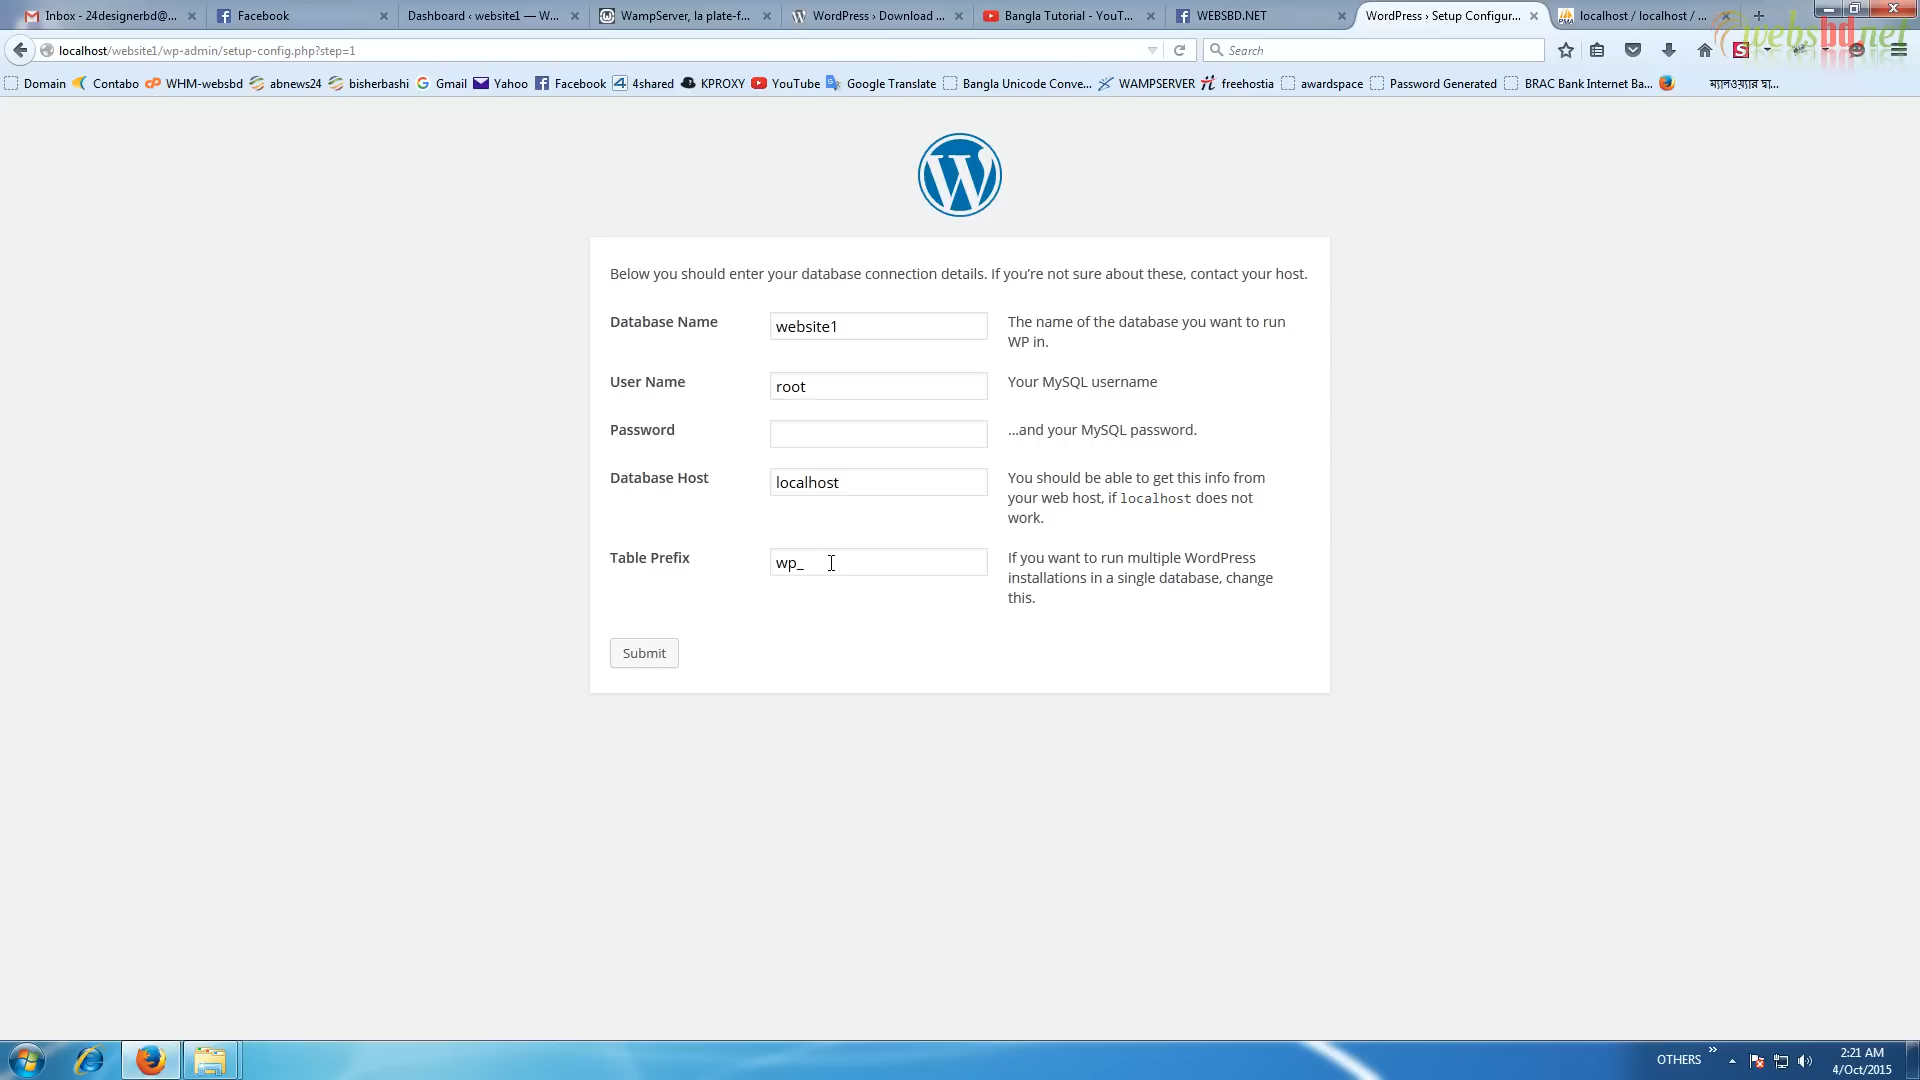 Inbox - 24designerbd@...
Facebook
Dashboard ‹ website1 — W...
WampServer, la plate-f...
WordPress › Download ...
Bangla Tutorial - YouT...
WEBSBD.NET
WordPress › Setup Configur...
localhost / localhost / ...
websbd.net
localhost/website1/wp-admin/setup-config.php?step=1
Search
Domain
Contabo
WHM-websbd
abnews24
bisherbashi
Gmail
Yahoo
Facebook
4shared
KPROXY
YouTube
Google Translate
Bangla Unicode Conve...
WAMPSERVER
freehostia
awardspace
Password Generated
BRAC Bank Internet Ba...
ম্যালওয়্যার দ্বা...
Below you should enter your database connection details. If you’re not sure about these, contact your host.
Database Name
website1
The name of the database you want to run
WP in.
User Name
root
Your MySQL username
Password
…and your MySQL password.
Database Host
localhost
You should be able to get this info from
your web host, if localhost does not
work.
Table Prefix
wp_
If you want to run multiple WordPress
installations in a single database, change
this.
Submit
OTHERS
2:21 AM
4/Oct/2015